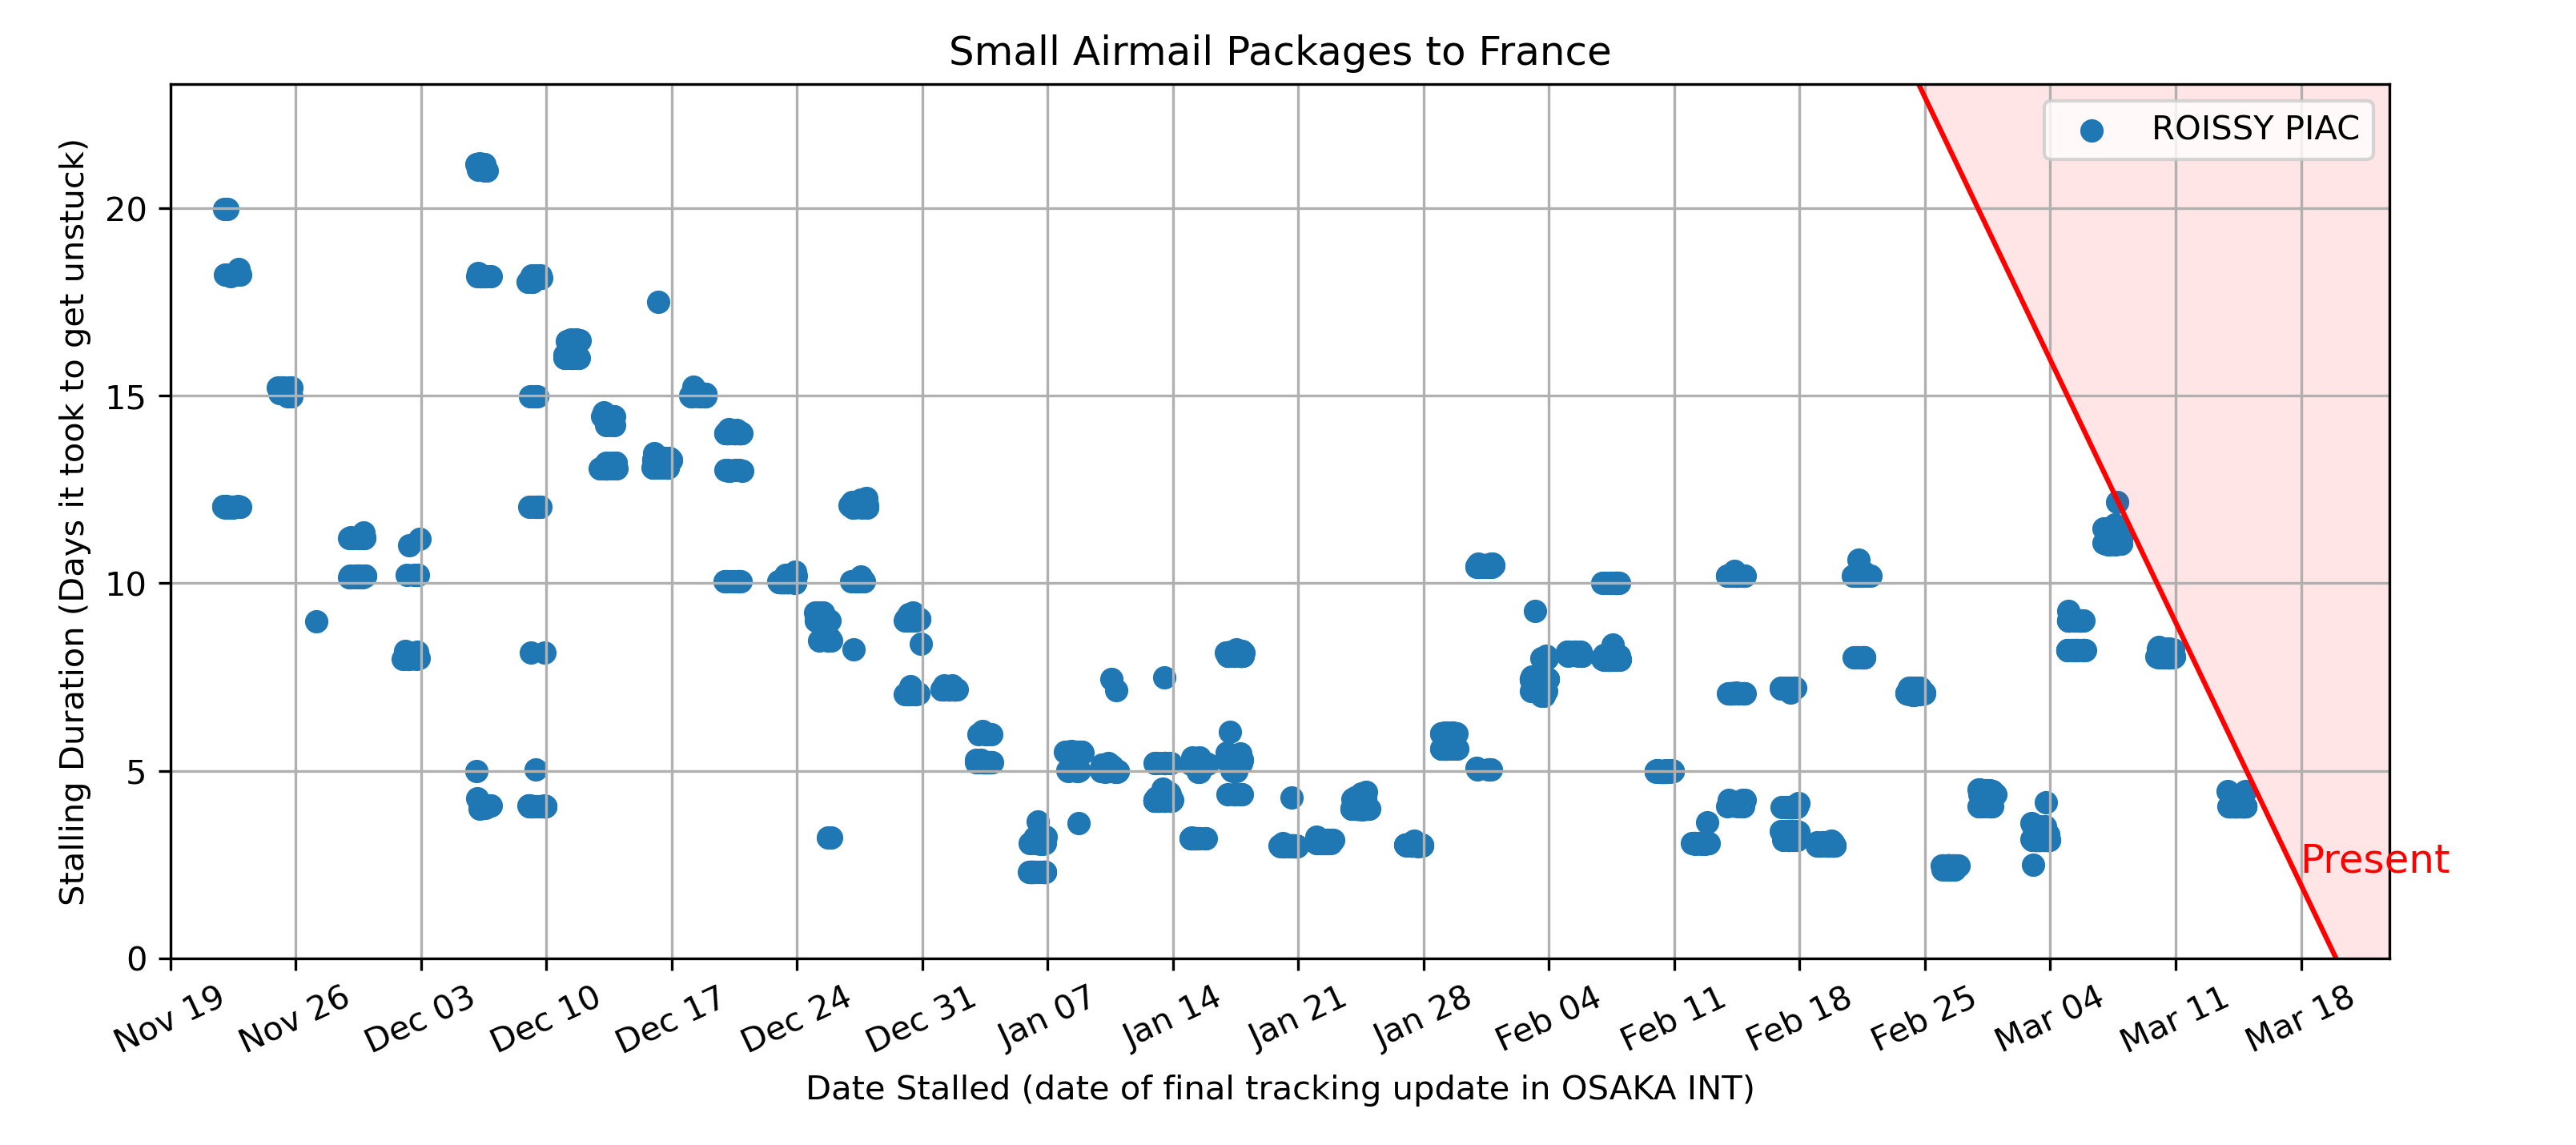 Small Airmail Packages to France
ROISSY PIAC
Stalling Duration (Days it took to get unstuck)
20
15
10
5
0
Present
Nov 19 Nov 26 Dec 03 Dec 10 Dec 17 Dec 24 Dec 31 Jan 07 Jan 14 Jan 21 Jan 28 Feb 04 Feb 11 Feb 18 Feb 25 Mar 04 Mar 11 Mar 18
Date Stalled (date of final tracking update in OSAKA INT)